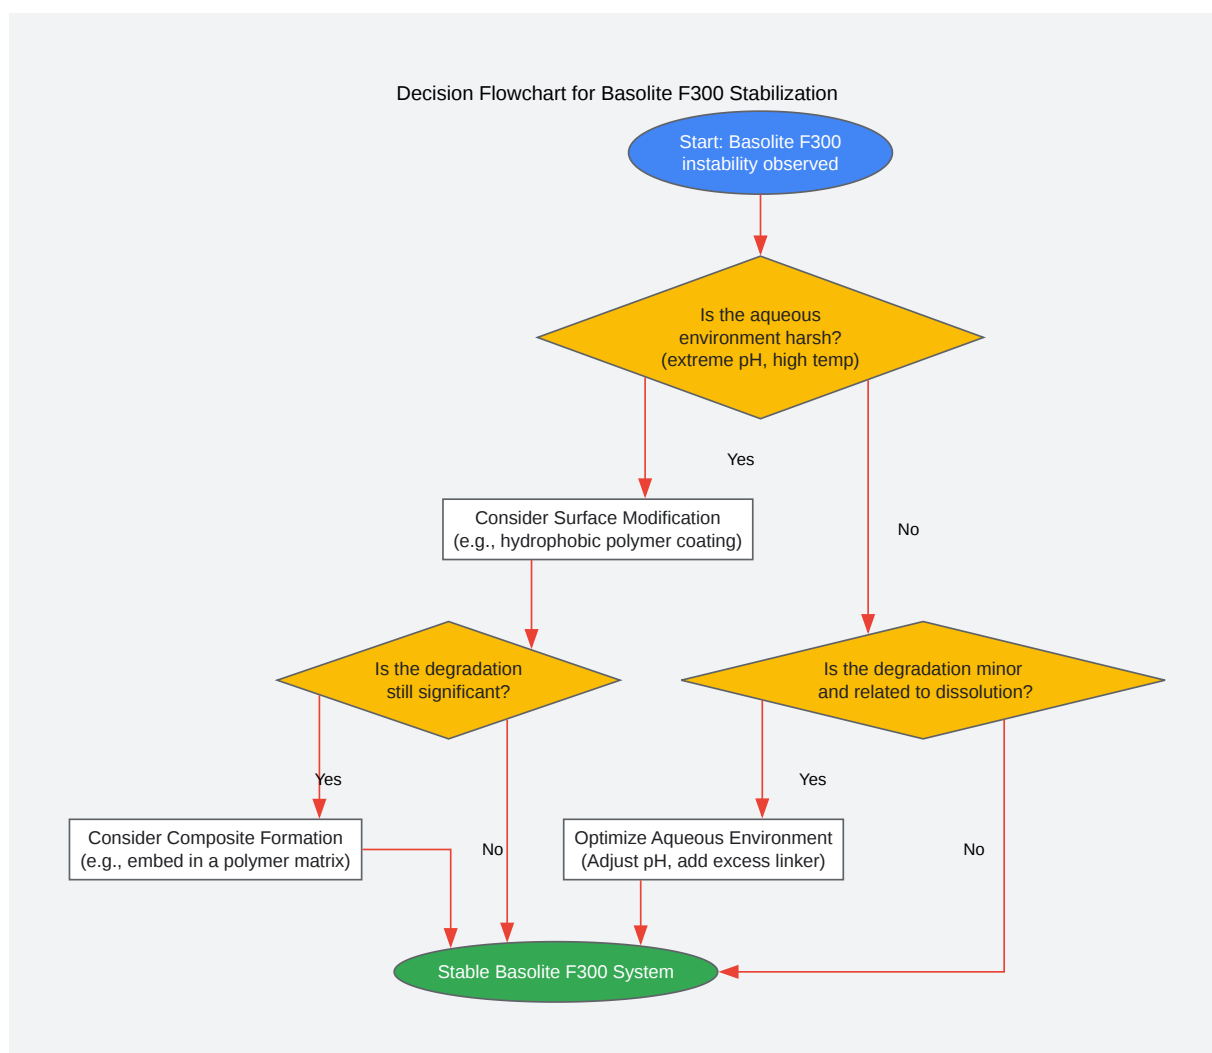 Decision Flowchart for Basolite F300 Stabilization
Start: Basolite F300
instability observed
Is the aqueous
environment harsh?
(extreme pH, high temp)
Yes
Consider Surface Modification
(e.g., hydrophobic polymer coating)
No
Is the degradation
still significant?
Is the degradation minor
and related to dissolution?
Yes
Yes
Consider Composite Formation
(e.g., embed in a polymer matrix)
No
Optimize Aqueous Environment
(Adjust pH, add excess linker)
No
Stable Basolite F300 System